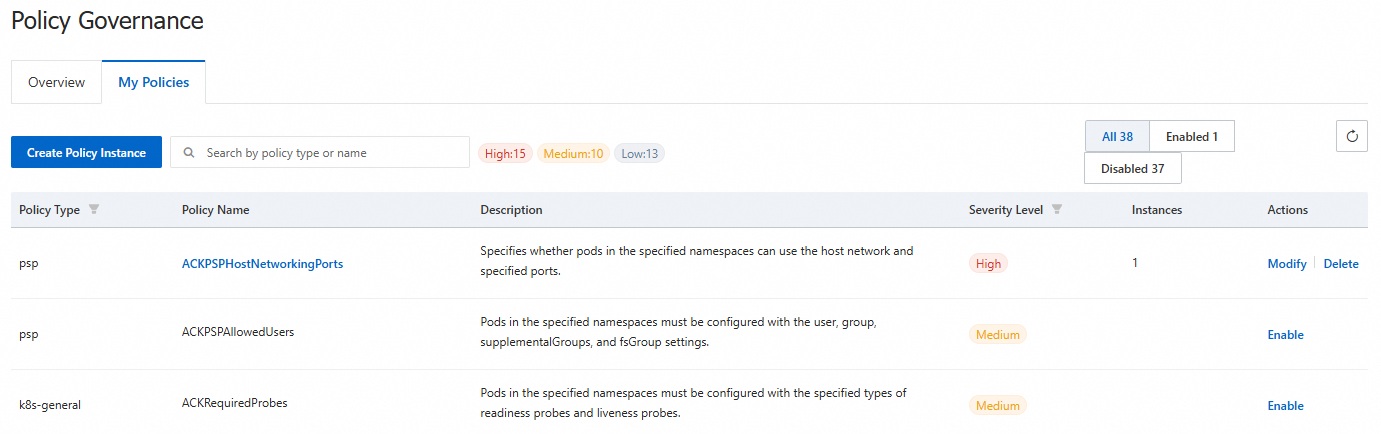 Policy Governance
Overview
My Policies
Create Policy Instance
Search by policy type or name
High:15
Medium:10
Low:13
All 38
Enabled 1
Disabled 37
Policy Type
Policy Name
Description
Severity Level
Instances
Actions
psp
ACKPSPHostNetworkingPorts
Specifies whether pods in the specified namespaces can use the host network and
specified ports.
High
1
Modify
Delete
psp
ACKPSPAllowedUsers
Pods in the specified namespaces must be configured with the user, group,
supplementalGroups, and fsGroup settings.
Medium
Enable
k8s-general
ACKRequiredProbes
Pods in the specified namespaces must be configured with the specified types of
readiness probes and liveness probes.
Medium
Enable